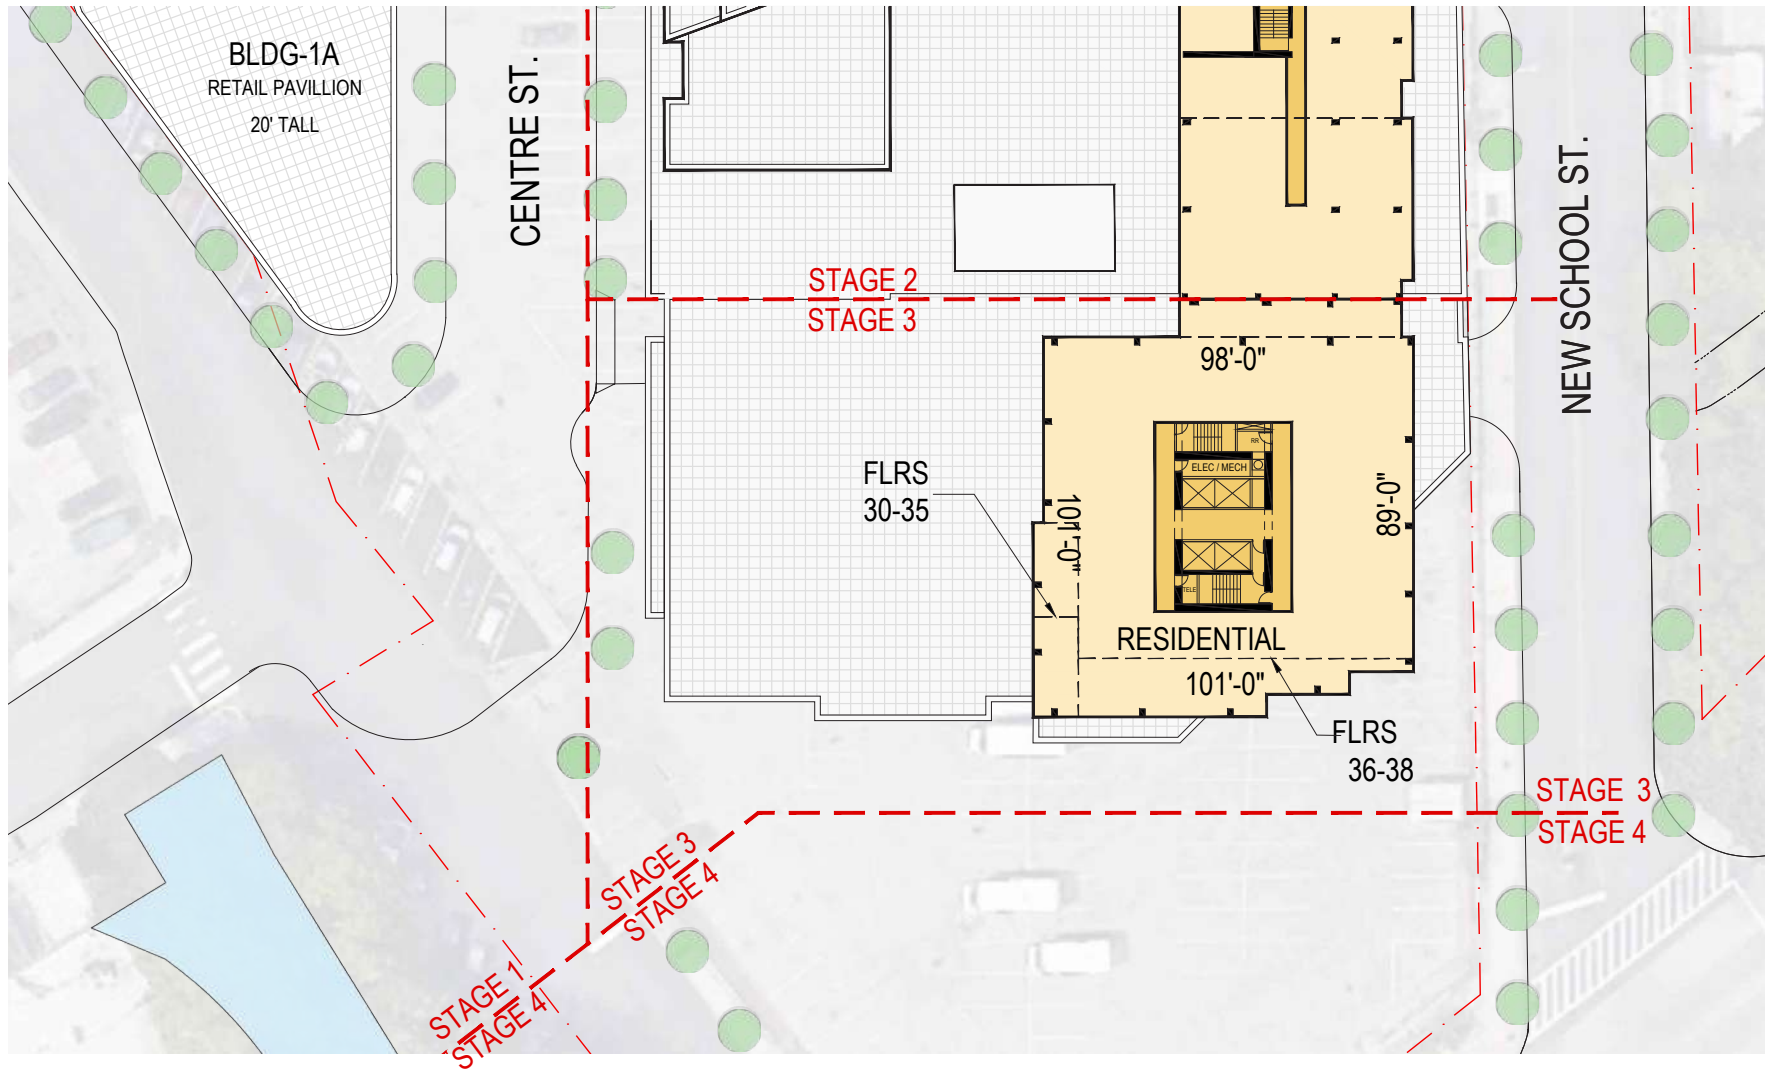 BLDG-1A
RETAIL PAVILLION
20' TALL
CENTRE ST.
NEW SCHOOL ST.
STAGE 2
STAGE 3
98'-0"
FLRS
30-35
101'-0"
89'-0"
RR
ELEC / MECH
TELE
RESIDENTIAL
101'-0"
FLRS
36-38
STAGE 3
STAGE 4
STAGE 3
STAGE 4
STAGE 1
STAGE 4